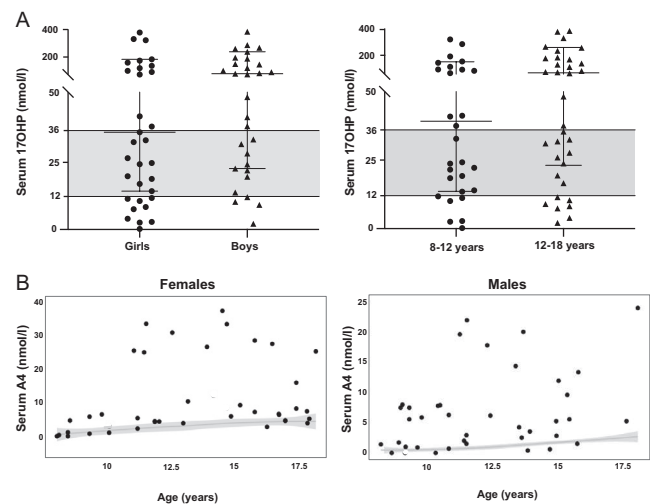 A
Serum 17OHP (nmol/l)
400
200
50
36
25
12
0
Girls
Boys
Serum 17OHP (nmol/l)
400
200
50
36
25
12
0
8-12 years
12-18 years
B
Females
Serum A4 (nmol/l)
40
30
20
10
0
10
12.5
15
17.5
Age (years)
Males
Serum A4 (nmol/l)
25
20
15
10
5
0
10
12.5
15
17.5
Age (years)